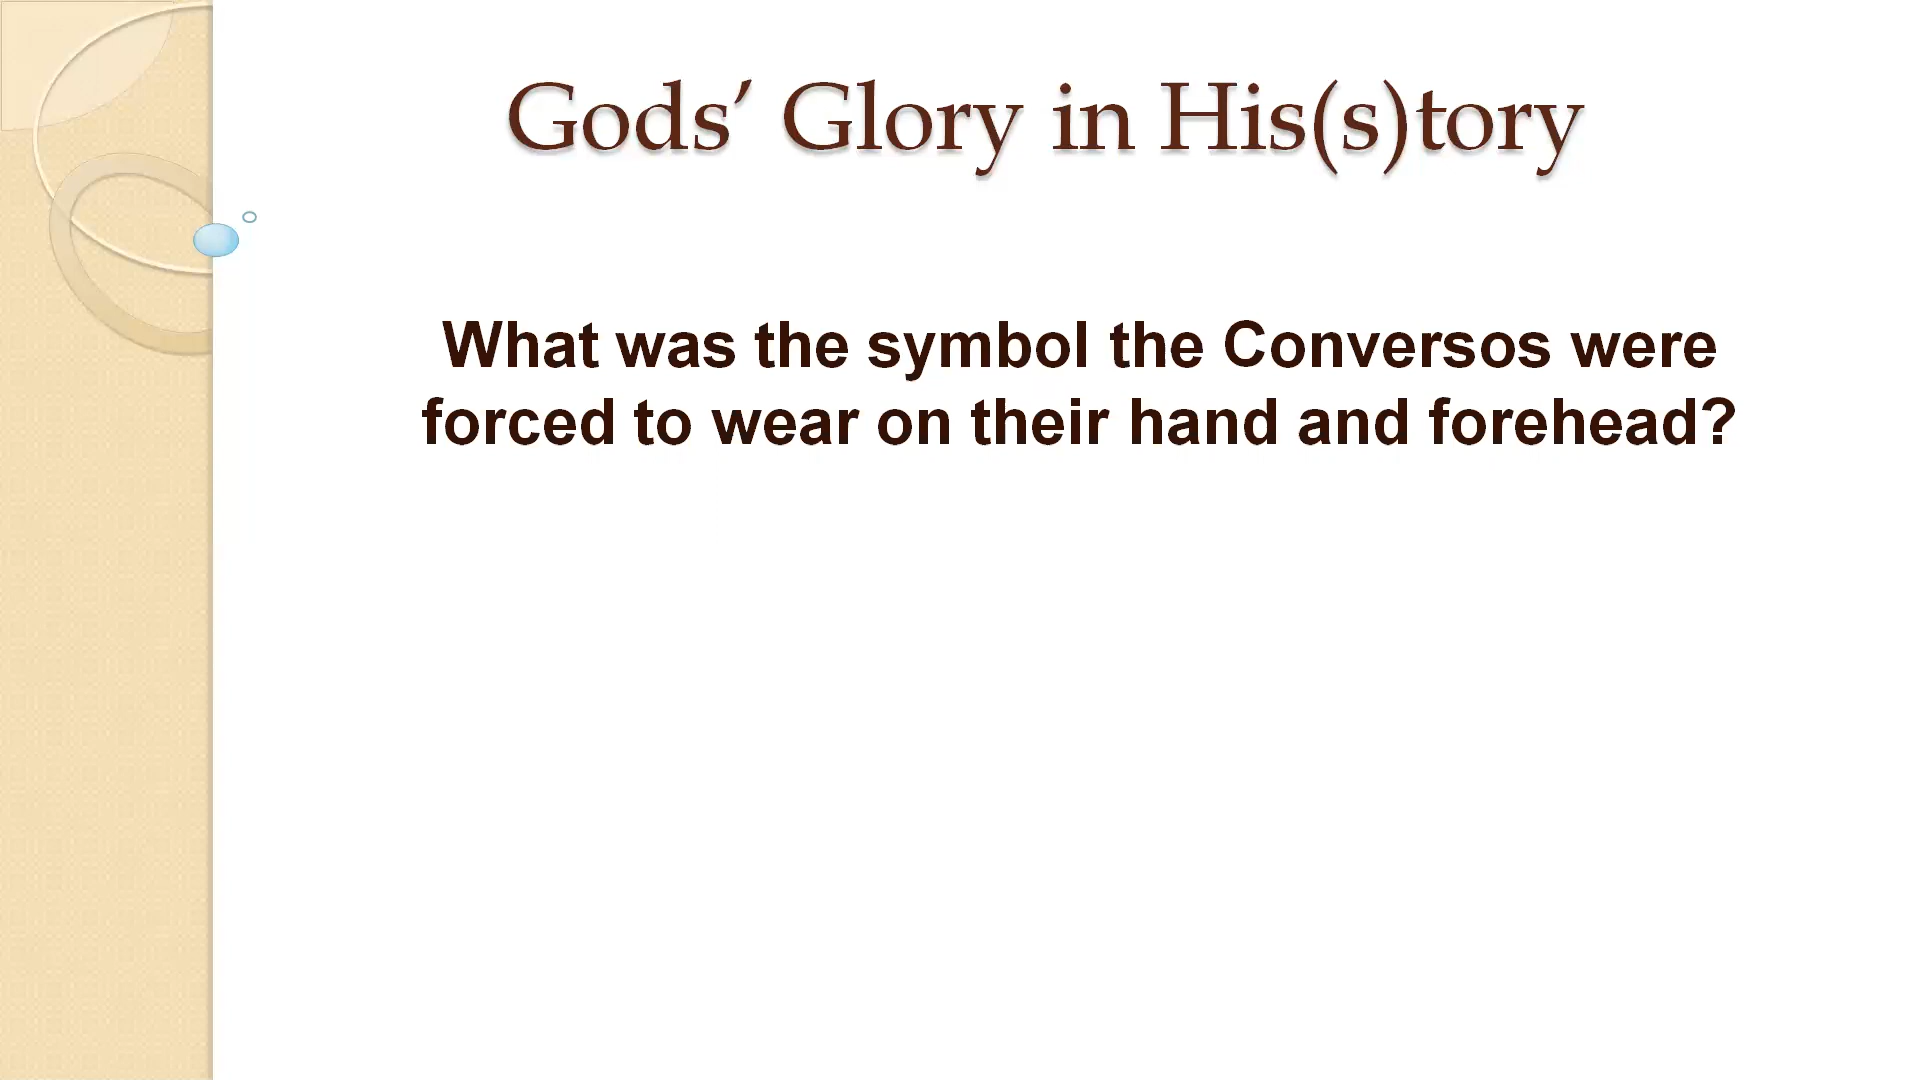 Gods’ Glory in His(s)tory
What was the symbol the Conversos were
forced to wear on their hand and forehead?